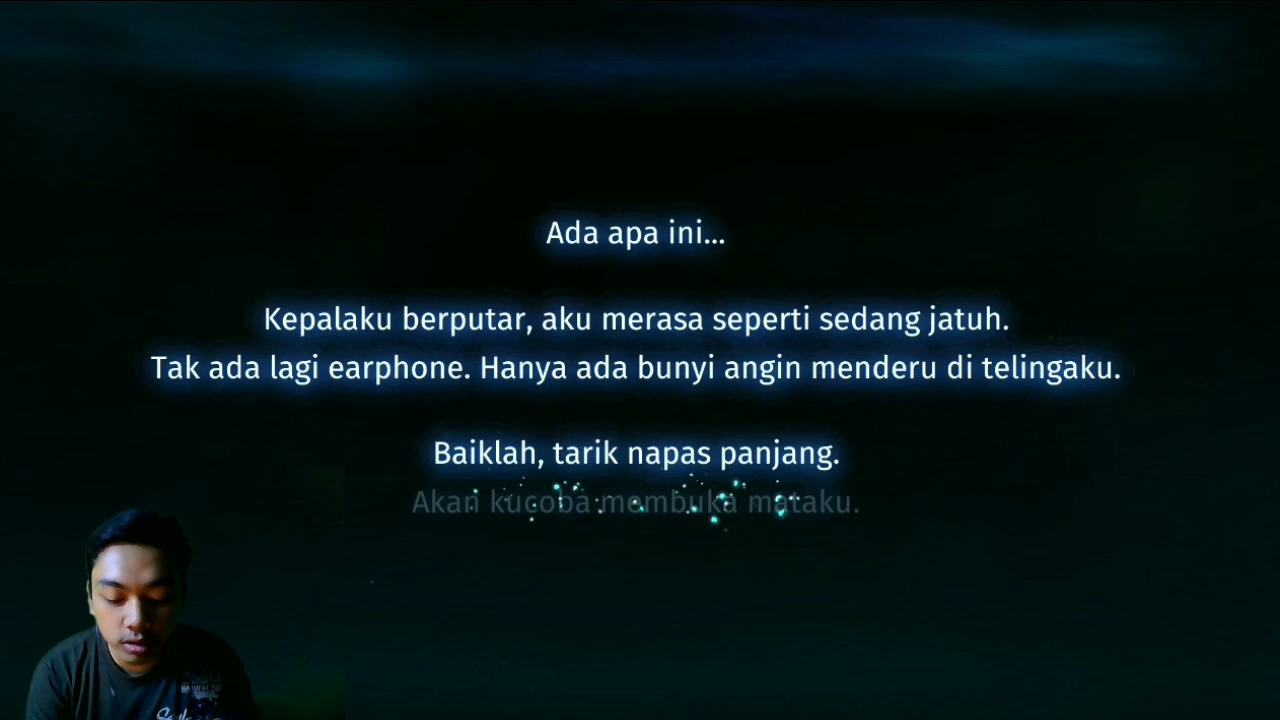 Ada apa ini...
Kepalaku berputar, aku merasa seperti sedang jatuh.
Tak ada lagi earphone. Hanya ada bunyi angin menderu di telingaku.
Baiklah, tarik napas panjang.
Akan kucoba membuka mataku.